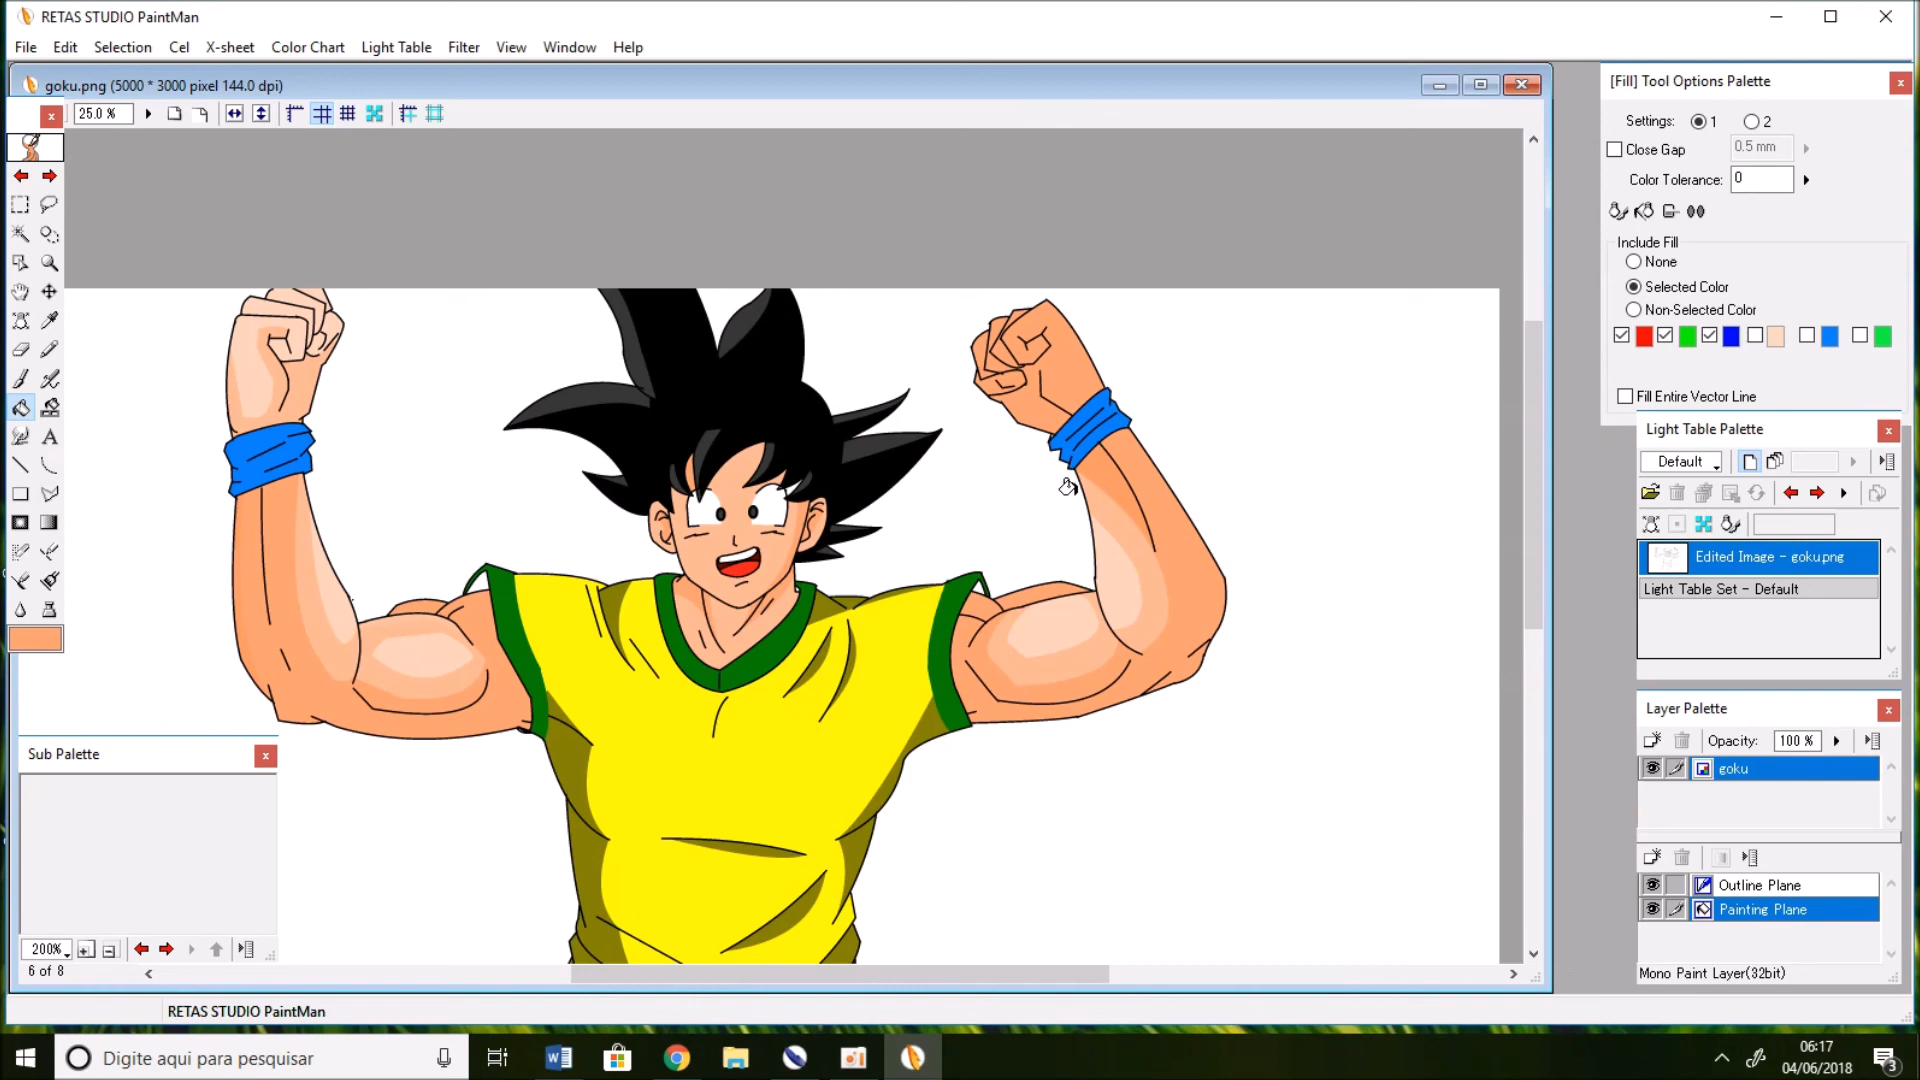 RETAS STUDIO PaintMan
File Edit Selection Cel X-sheet Color Chart Light Table Filter View Window Help
goku.png (5000 * 3000 pixel 144.0 dpi)
25.0 %
[Fill] Tool Options Palette
Settings: 1 2
Close Gap 0.5 mm
Color Tolerance: 0
Include Fill
None
Selected Color
Non-Selected Color
Fill Entire Vector Line
Light Table Palette
Default
Edited Image - goku.png
Light Table Set - Default
Layer Palette
Opacity: 100 %
goku
Outline Plane
Painting Plane
Mono Paint Layer(32bit)
Sub Palette
200%
6 of 8
RETAS STUDIO PaintMan
Digite aqui para pesquisar
06:17
04/06/2018
3